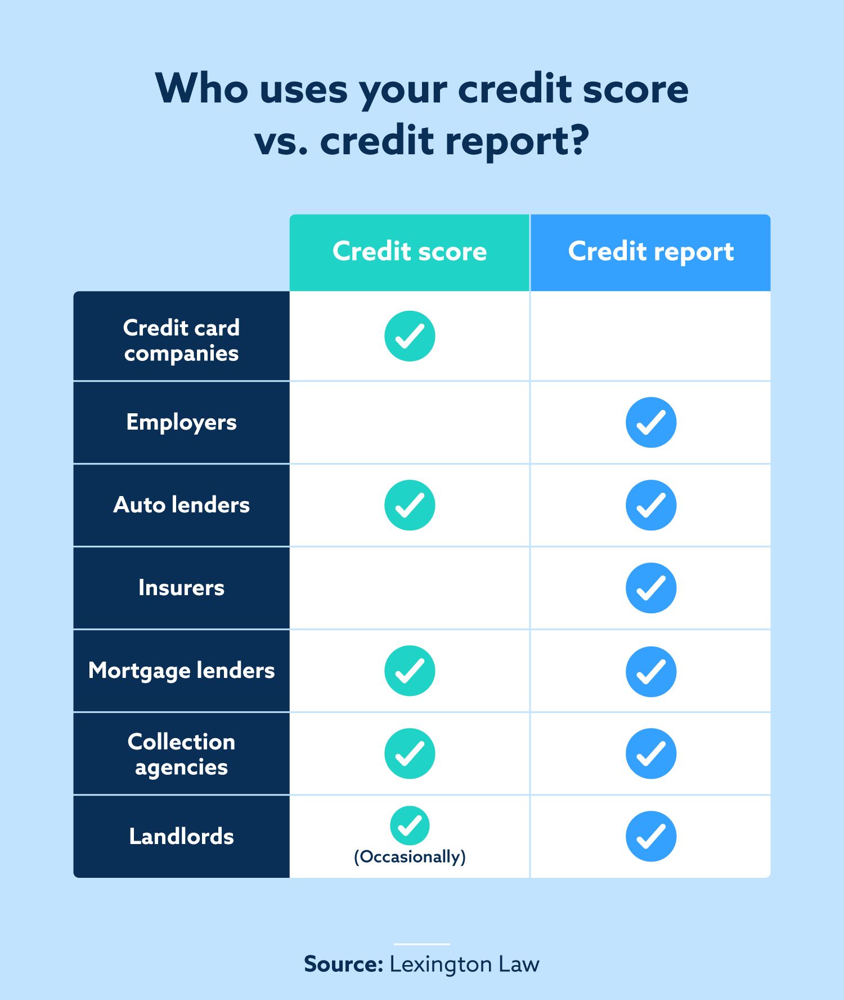 Who uses your credit score
vs. credit report?
Credit score
Credit report
Credit card
companies
Employers
Auto lenders
Insurers
Mortgage lenders
Collection
agencies
Landlords
(Occasionally)
Source: Lexington Law